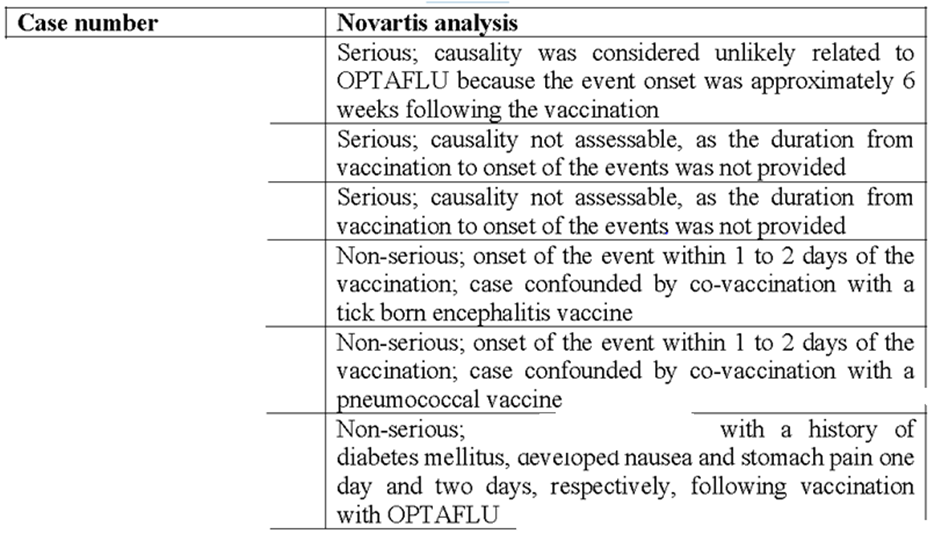 Case number Novartis analysis
Serious; causality was considered unlikely related to
OPTAFLU because the event onset was approximately 6
weeks following the vaccination
Serious; causality not assessable, as the duration from
vaccination to onset of the events was not provided
Serious; causality not assessable, as the duration from
vaccination to onset of the events was not provided
Non-serious; onset of the event within 1 to 2 days of the
vaccination; case confounded by co-vaccination with a
tick born encephalitis vaccine
Non-serious; onset of the event within 1 to 2 days of the
vaccination; case confounded by co-vaccination with a
pneumococcal vaccine
Non-serious; with a history of
diabetes mellitus, developed nausea and stomach pain one
day and two days, respectively, following vaccination
with OPTAFLU